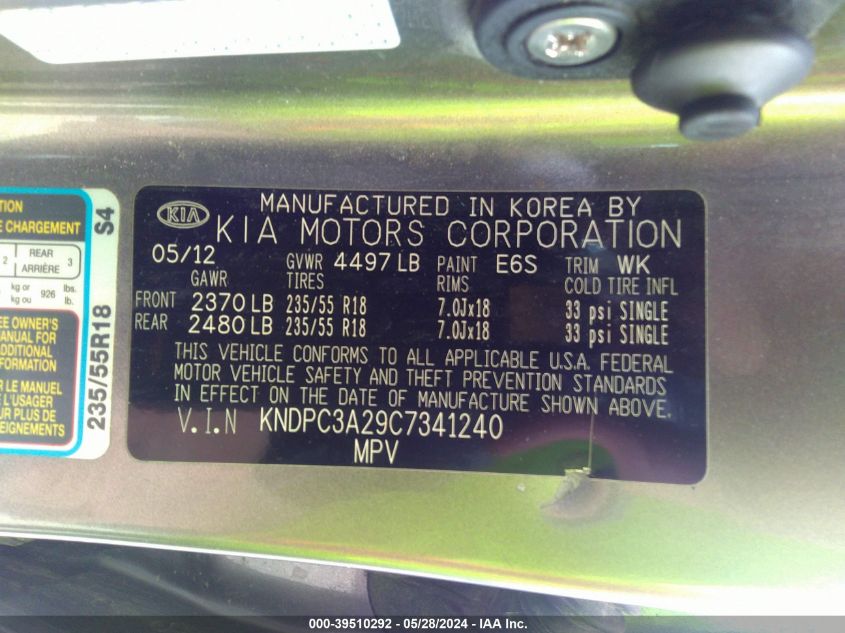 MANUFACTURED IN KOREA BY
KIA KIA MOTORS CORPORATION
05/12 GVWR 4497 LB PAINT E6S TRIM WK
GAWR TIRES RIMS COLD TIRE INFL
FRONT 2370 LB 235/55 R18 7.0Jx18 33 psi SINGLE
REAR 2480 LB 235/55 R18 7.0Jx18 33 psi SINGLE
THIS VEHICLE CONFORMS TO ALL APPLICABLE U.S.A. FEDERAL
MOTOR VEHICLE SAFETY AND THEFT PREVENTION STANDARDS
IN EFFECT ON THE DATE OF MANUFACTURE SHOWN ABOVE.
V.I.N KNDPC3A29C7341240
MPV
CHARGEMENT
2 REAR ARRIÈRE 3
kg or lbs.
kg ou 926 lb.
OWNER'S
MANUAL FOR
ADDITIONAL
INFORMATION
LE MANUEL
L'USAGER
PLUS DE
235/55R18 S4
000-39510292 - 05/28/2024 - IAA Inc.